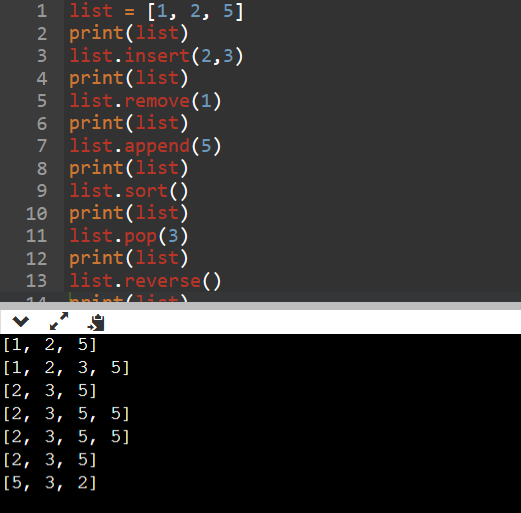 1 list = [1, 2, 5]
2 print(list)
3 list.insert(2,3)
4 print(list)
5 list.remove(1)
6 print(list)
7 list.append(5)
8 print(list)
9 list.sort()
10 print(list)
11 list.pop(3)
12 print(list)
13 list.reverse()
14 print(list)
[1, 2, 5]
[1, 2, 3, 5]
[2, 3, 5]
[2, 3, 5, 5]
[2, 3, 5, 5]
[2, 3, 5]
[5, 3, 2]